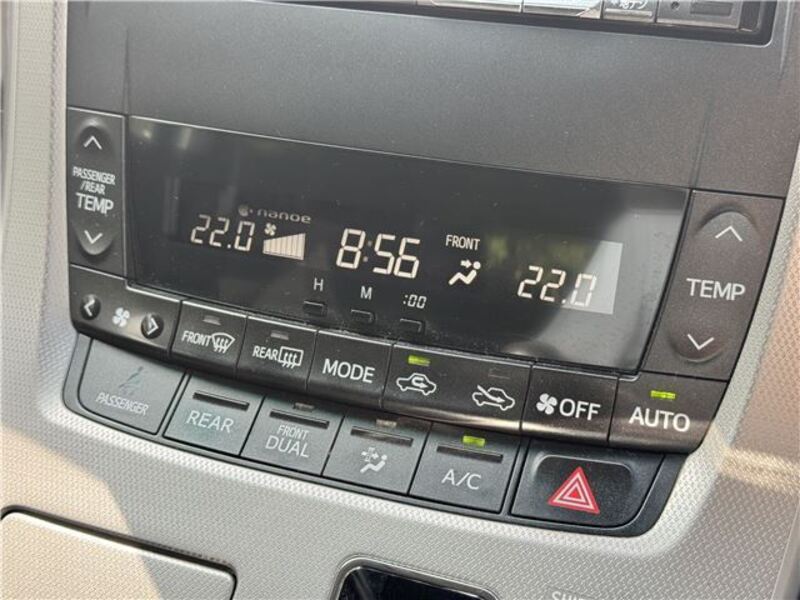 PASSENGER
/REAR
TEMP
nanoe
22.0
8:56
FRONT
22.0
H
M
:00
TEMP
FRONT
REAR
MODE
OFF
AUTO
PASSENGER
REAR
FRONT
DUAL
A/C